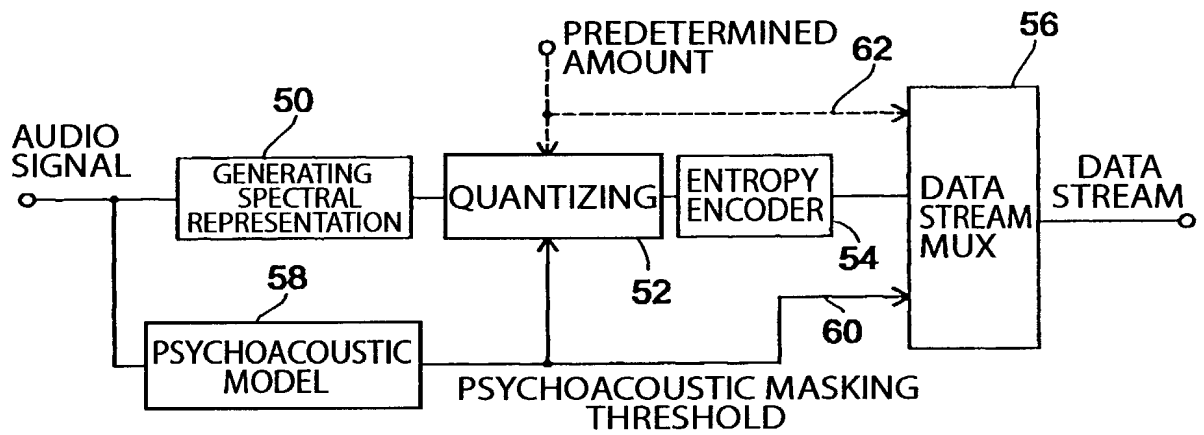 PREDETERMINED
AMOUNT
62
56
50
AUDIO
SIGNAL
GENERATING
SPECTRAL
REPRESENTATION
QUANTIZING
ENTROPY
ENCODER
DATA
STREAM
MUX
DATA
STREAM
54
52
58
60
PSYCHOACOUSTIC
MODEL
PSYCHOACOUSTIC MASKING
THRESHOLD